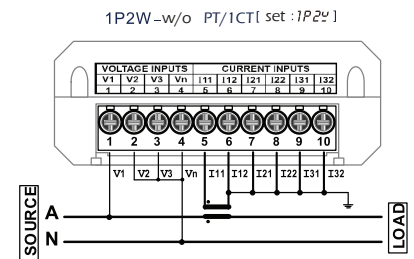 1P2W-w/o PT/1CT[ set :1P2Y ]
VOLTAGE INPUTS CURRENT INPUTS
V1 V2 V3 Vn I11 I12 I21 I22 I31 I32
1 2 3 4 5 6 7 8 9 10
1 2 3 4 5 6 7 8 9 10
V1 V2 V3 Vn I11 I12 I21 I22 I31 I32
SOURCE
A
N
LOAD